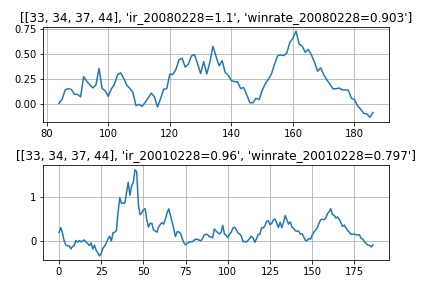 [[33, 34, 37, 44], 'ir_20080228=1.1', 'winrate_20080228=0.903']
0.75
0.50
0.25
0.00
80 100 120 140 160 180
[[33, 34, 37, 44], 'ir_20010228=0.96', 'winrate_20010228=0.797']
1
0
0 25 50 75 100 125 150 175